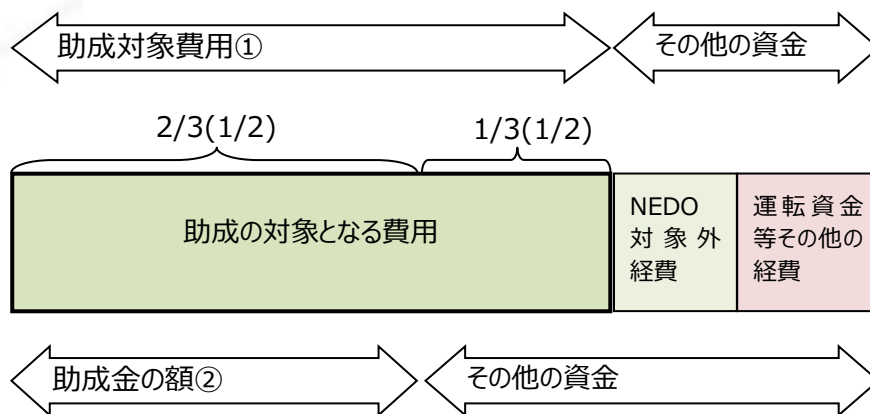 助成対象費用①
その他の資金
2/3(1/2)
1/3(1/2)
助成の対象となる費用
NEDO
対象外
経費
運転資金
等その他の
経費
助成金の額②
その他の資金